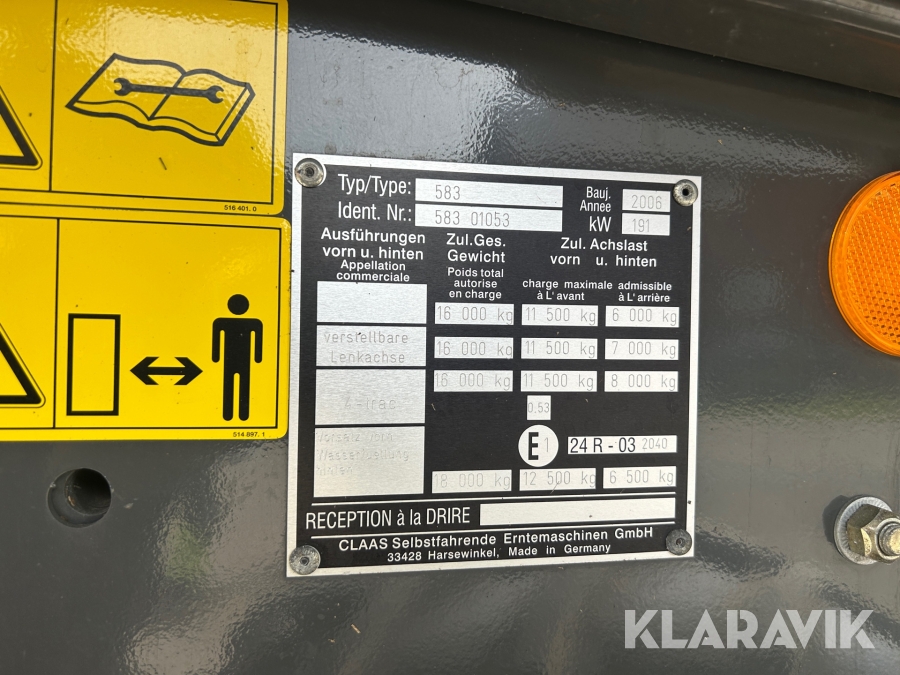 516 401. 0
514 897. 1
Typ/Type: 583
Bauj. Annee 2006
Ident. Nr.: 583 01053
kW 191
Ausführungen vorn u. hinten
Appellation commerciale
Zul.Ges. Gewicht
Poids total autorise en charge
Zul. Achslast vorn u. hinten
charge maximale admissible
à L'avant à L'arrière
16 000 kg 11 500 kg 6 000 kg
verstellbare Lenkachse
16 000 kg 11 500 kg 7 000 kg
16 000 kg 11 500 kg 8 000 kg
4-trac
0.53
E1 24 R - 03 2040
hinten
18 000 kg 12 500 kg 6 500 kg
RECEPTION à la DRIRE
CLAAS Selbstfahrende Erntemaschinen GmbH
33428 Harsewinkel, Made in Germany
KLARAVIK